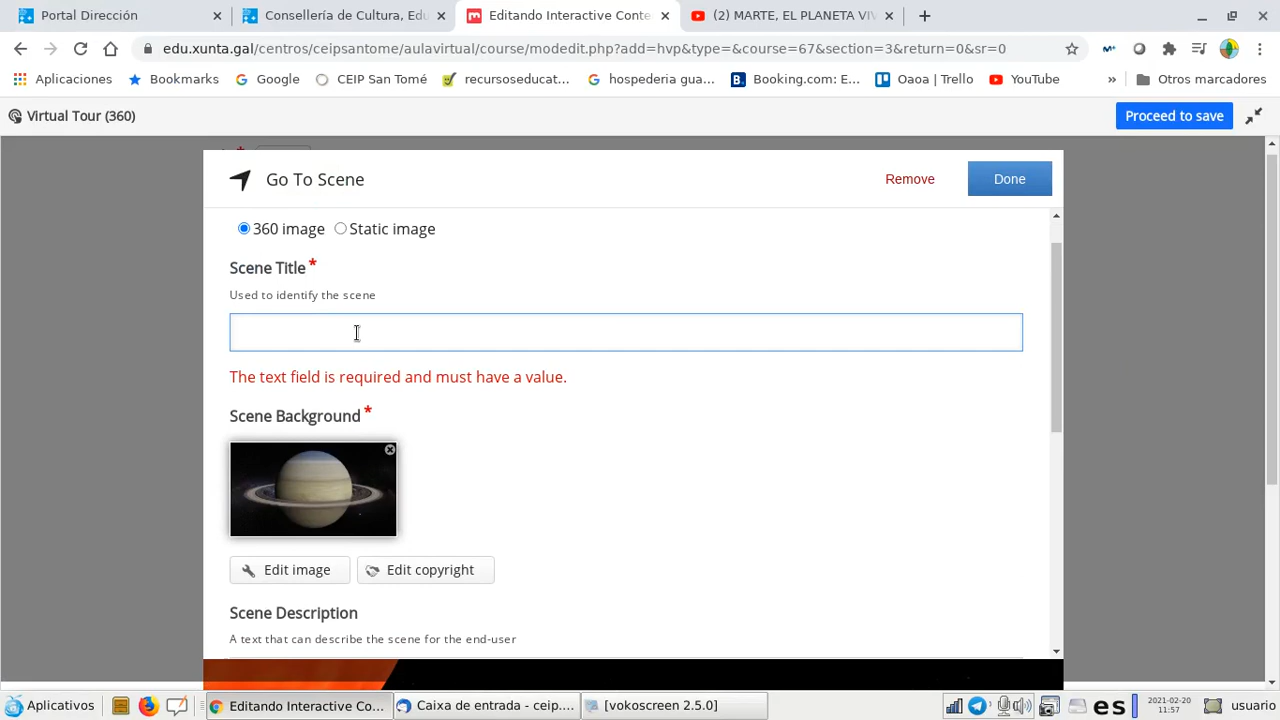 Portal Dirección
Consellería de Cultura, Edu
Editando Interactive Conte
(2) MARTE, EL PLANETA VIV
edu.xunta.gal/centros/ceipsantome/aulavirtual/course/modedit.php?add=hvp&type=&course=67&section=3&return=0&sr=0
Aplicaciones
Bookmarks
Google
CEIP San Tomé
recursoseducat...
hospederia gua...
Booking.com: E...
Oaoa | Trello
YouTube
»
Otros marcadores
Virtual Tour (360)
Proceed to save
Go To Scene
Remove
Done
360 image
Static image
Scene Title *
Used to identify the scene
The text field is required and must have a value.
Scene Background *
Edit image
Edit copyright
Scene Description
A text that can describe the scene for the end-user
Aplicativos
Editando Interactive Co...
Caixa de entrada - ceip....
[vokoscreen 2.5.0]
es
2021-02-20
11:57
usuario